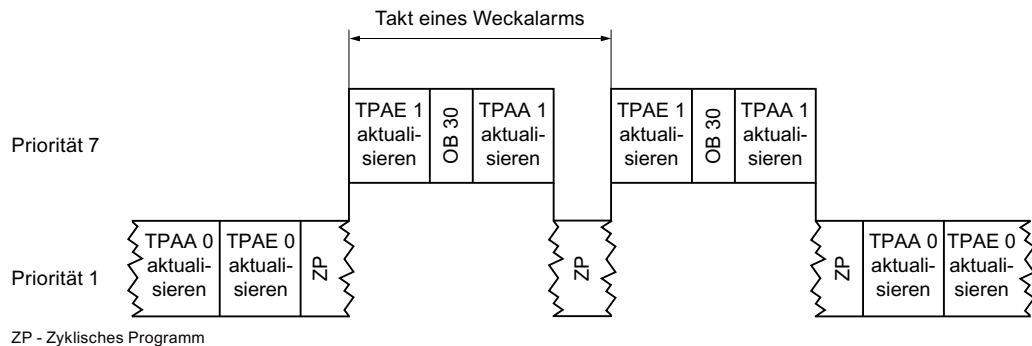 Takt eines Weckalarms
Priorität 7
TPAE 1
aktuali-
sieren
OB 30
TPAA 1
aktuali-
sieren
TPAE 1
aktuali-
sieren
OB 30
TPAA 1
aktuali-
sieren
Priorität 1
TPAA 0
aktuali-
sieren
TPAE 0
aktuali-
sieren
ZP
ZP
ZP
TPAA 0
aktuali-
sieren
TPAE 0
aktuali-
sieren
ZP - Zyklisches Programm